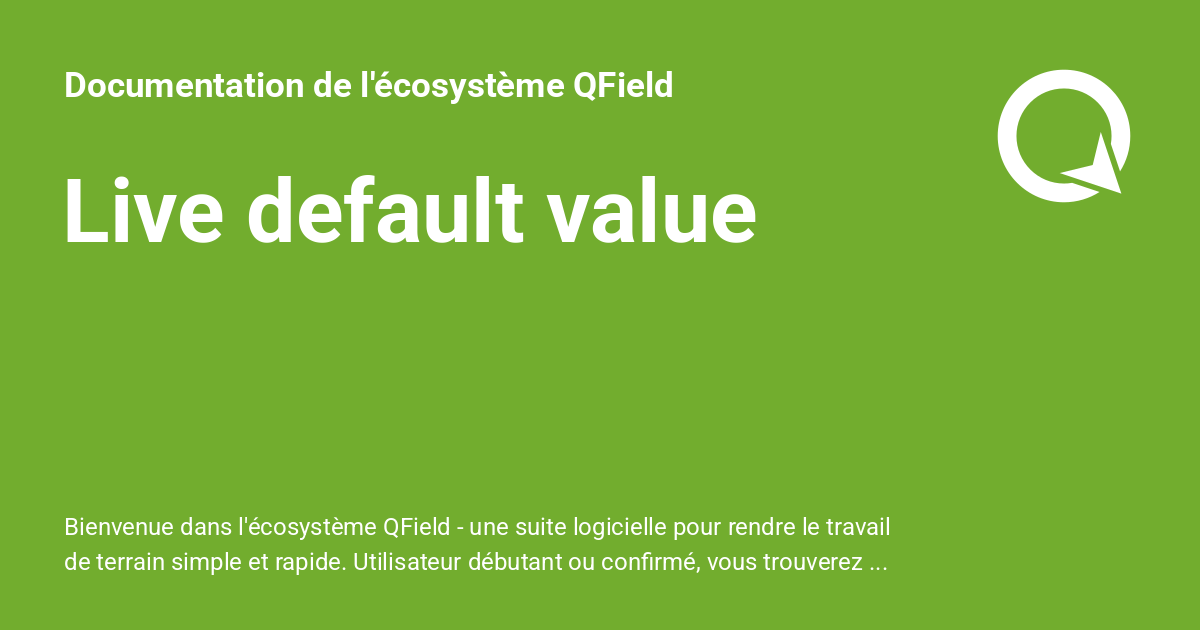 Documentation de l'écosystème QField
Live default value
Bienvenue dans l'écosystème QField - une suite logicielle pour rendre le travail
de terrain simple et rapide. Utilisateur débutant ou confirmé, vous trouverez ...